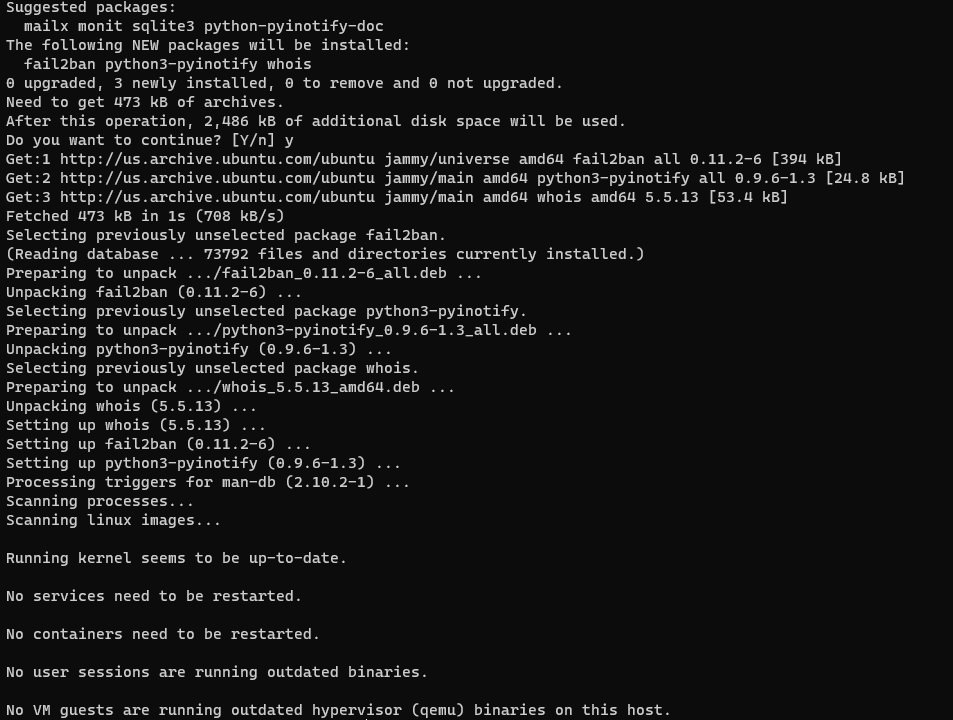 Suggested packages:
  mailx monit sqlite3 python-pyinotify-doc
The following NEW packages will be installed:
  fail2ban python3-pyinotify whois
0 upgraded, 3 newly installed, 0 to remove and 0 not upgraded.
Need to get 473 kB of archives.
After this operation, 2,486 kB of additional disk space will be used.
Do you want to continue? [Y/n] y
Get:1 http://us.archive.ubuntu.com/ubuntu jammy/universe amd64 fail2ban all 0.11.2-6 [394 kB]
Get:2 http://us.archive.ubuntu.com/ubuntu jammy/main amd64 python3-pyinotify all 0.9.6-1.3 [24.8 kB]
Get:3 http://us.archive.ubuntu.com/ubuntu jammy/main amd64 whois amd64 5.5.13 [53.4 kB]
Fetched 473 kB in 1s (708 kB/s)
Selecting previously unselected package fail2ban.
(Reading database ... 73792 files and directories currently installed.)
Preparing to unpack .../fail2ban_0.11.2-6_all.deb ...
Unpacking fail2ban (0.11.2-6) ...
Selecting previously unselected package python3-pyinotify.
Preparing to unpack .../python3-pyinotify_0.9.6-1.3_all.deb ...
Unpacking python3-pyinotify (0.9.6-1.3) ...
Selecting previously unselected package whois.
Preparing to unpack .../whois_5.5.13_amd64.deb ...
Unpacking whois (5.5.13) ...
Setting up whois (5.5.13) ...
Setting up fail2ban (0.11.2-6) ...
Setting up python3-pyinotify (0.9.6-1.3) ...
Processing triggers for man-db (2.10.2-1) ...
Scanning processes...
Scanning linux images...

Running kernel seems to be up-to-date.

No services need to be restarted.

No containers need to be restarted.

No user sessions are running outdated binaries.

No VM guests are running outdated hypervisor (qemu) binaries on this host.